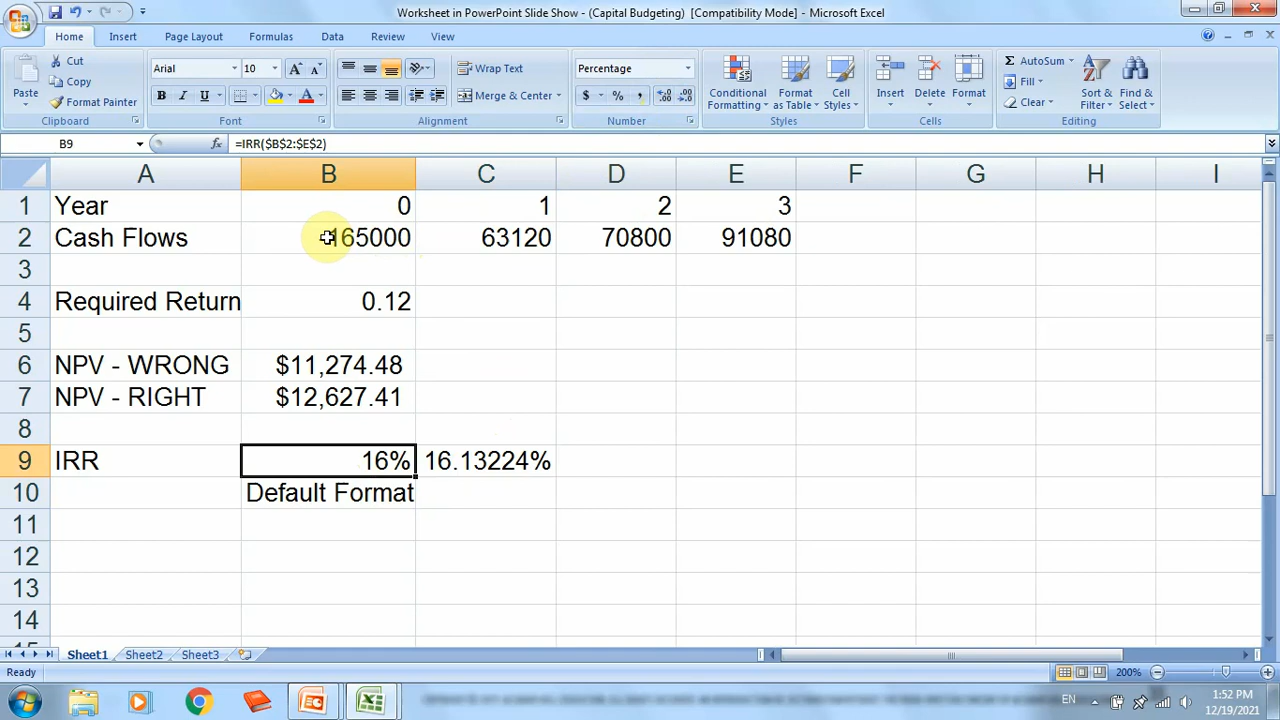 Worksheets in PowerPoint Slide Show - (Capital Budgeting) [Compatibility Mode] - Microsoft Excel
Home Insert Page Layout Formulas Data Review View
Paste Cut Copy Format Painter Clipboard
Arial 10 B I U Font
Wrap Text Merge & Center Alignment
Percentage $ % , Number
Conditional Formatting Format as Table Cell Styles Styles
Insert Delete Format Cells
AutoSum Fill Clear Sort & Filter Find & Select Editing
B9 fx =IRR($B$2:$E$2)
A B C D E F G H I
1 Year 0 1 2 3
2 Cash Flows 165000 63120 70800 91080
3
4 Required Return 0.12
5
6 NPV - WRONG $11,274.48
7 NPV - RIGHT $12,627.41
8
9 IRR 16% 16.13224%
10 Default Format
11
12
13
14
15
Sheet1 Sheet2 Sheet3
Ready 200%
EN 1:52 PM
12/19/2021